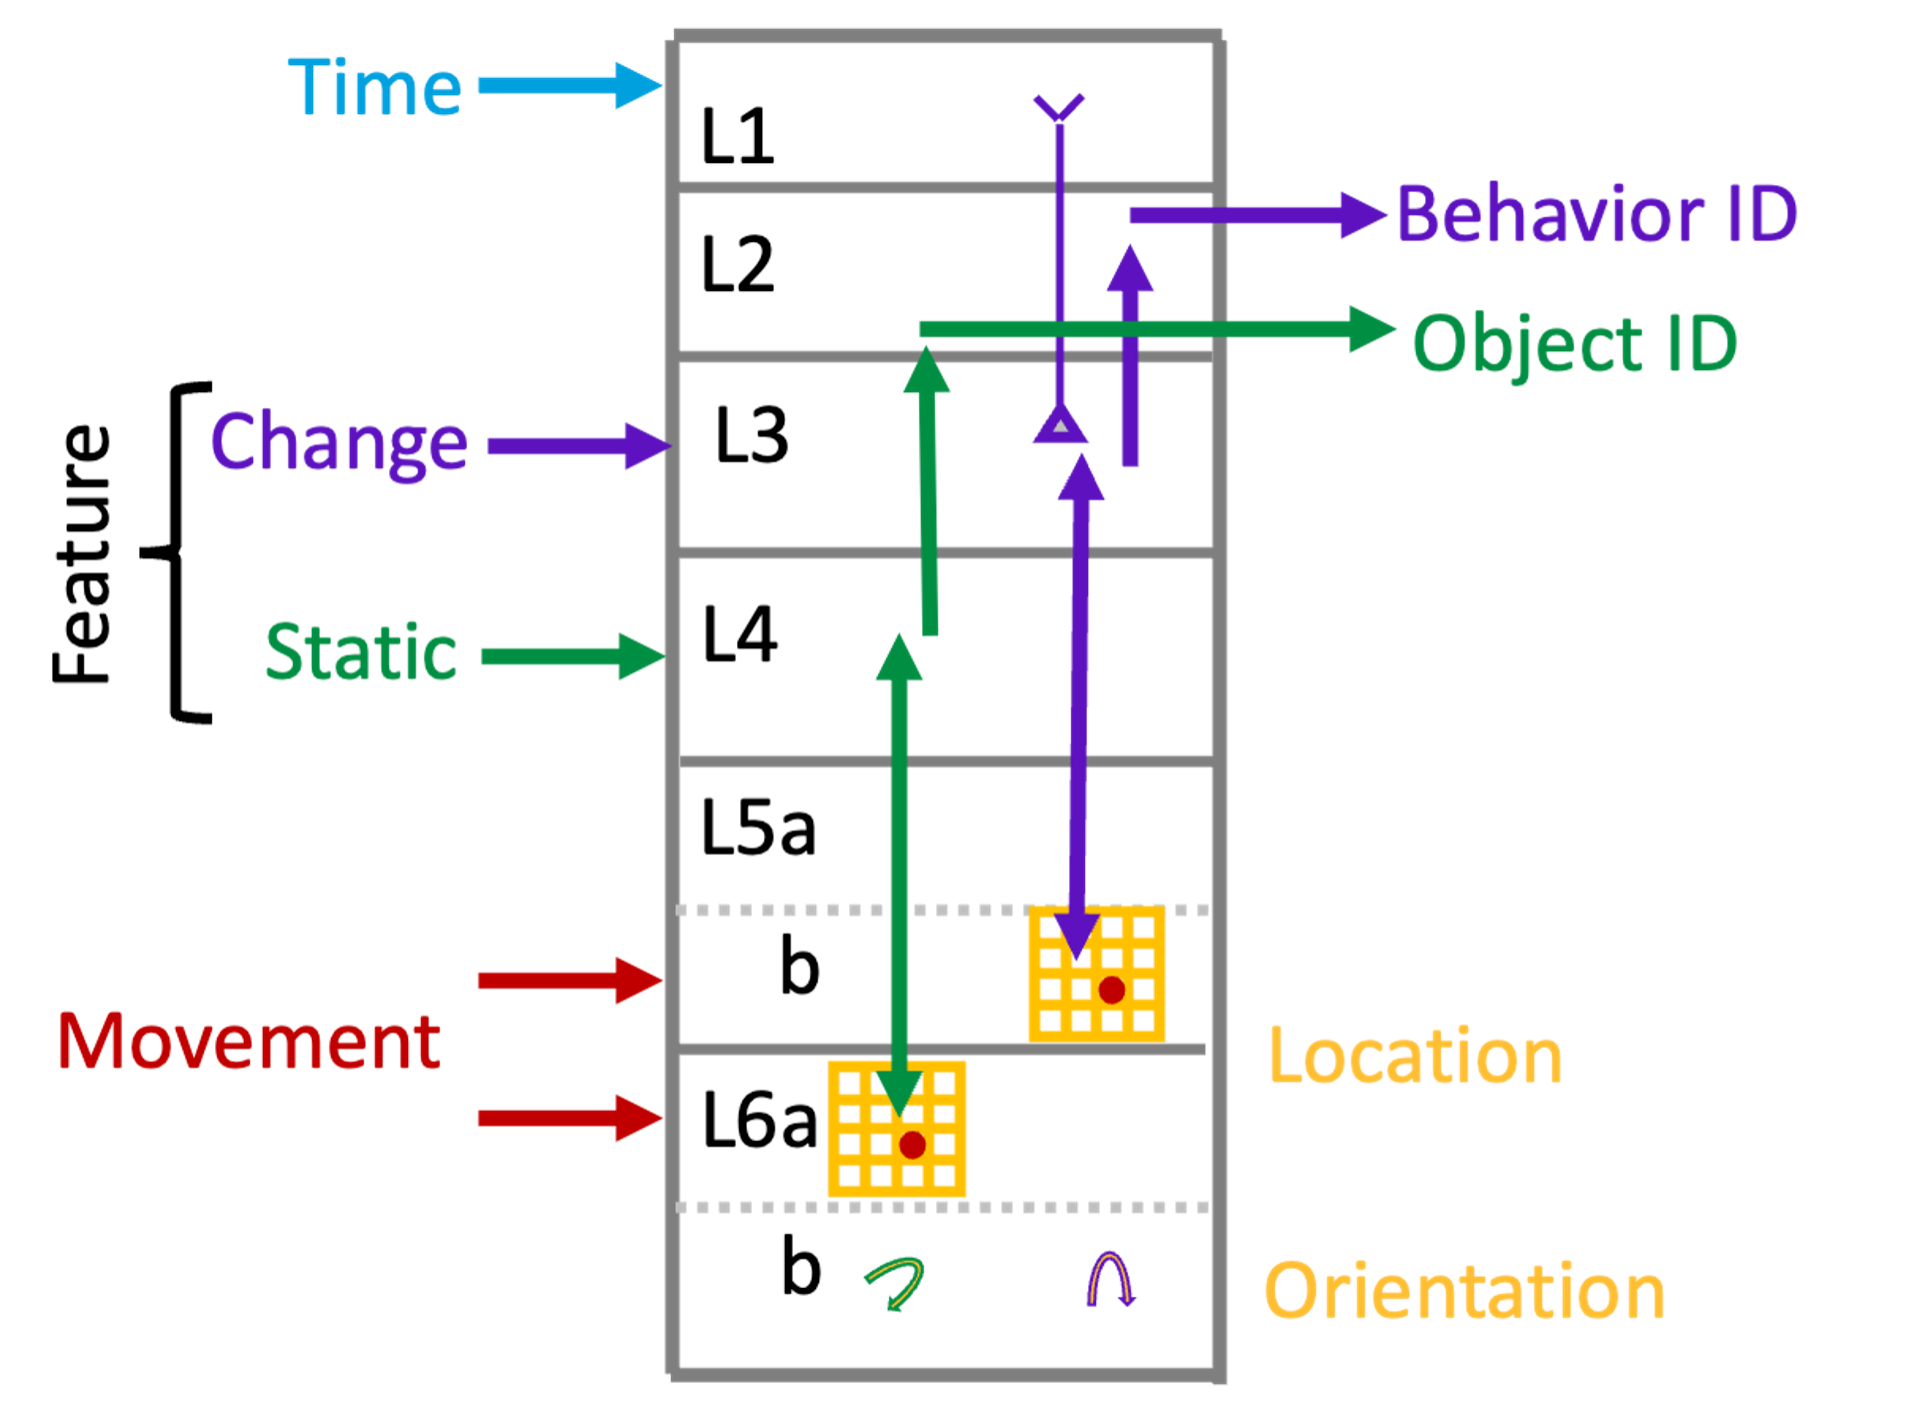 Time
L1
Behavior ID
L2
Object ID
Feature
Change
L3
Static
L4
L5a
b
Movement
Location
L6a
b
Orientation